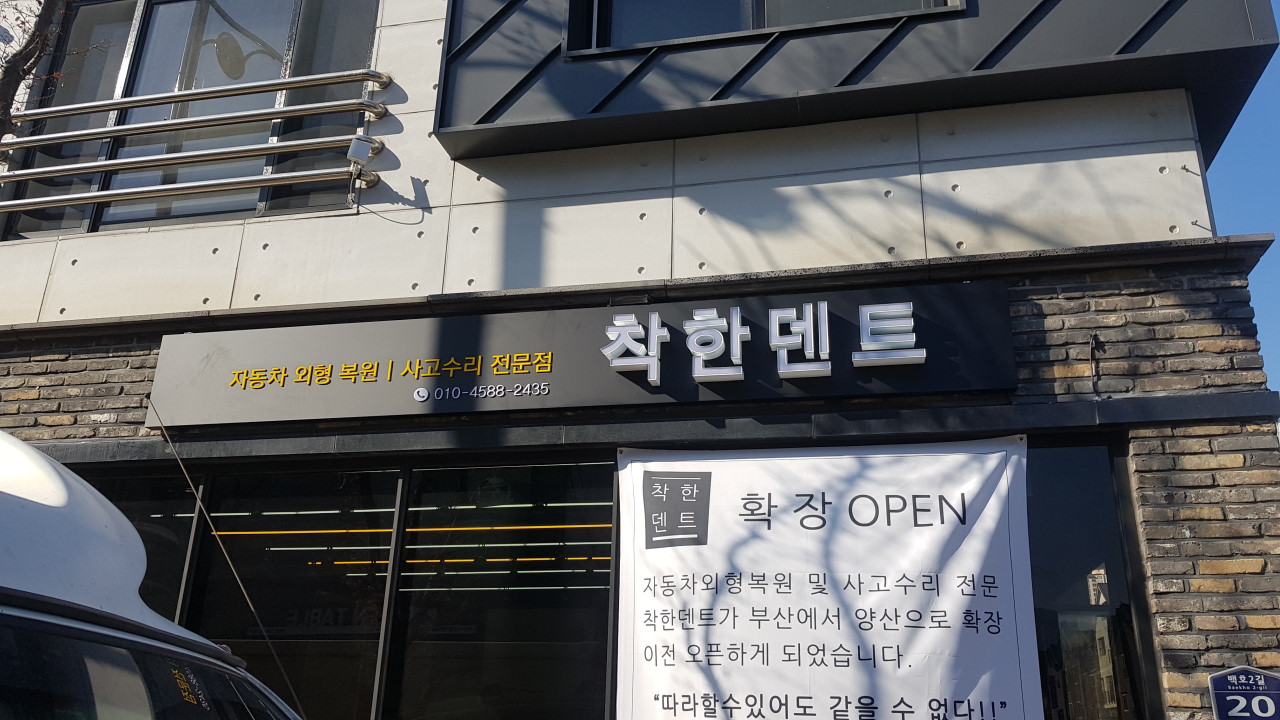 자동차 외형 복원 | 사고수리 전문점
010-4588-2435
착한덴트
착한
덴트
확장 OPEN
자동차외형복원 및 사고수리 전문
착한덴트가 부산에서 양산으로 확장
이전 오픈하게 되었습니다.
“따라할수있어도 같을 수 없다!!”
백호2길
Baekho 2-gil
20